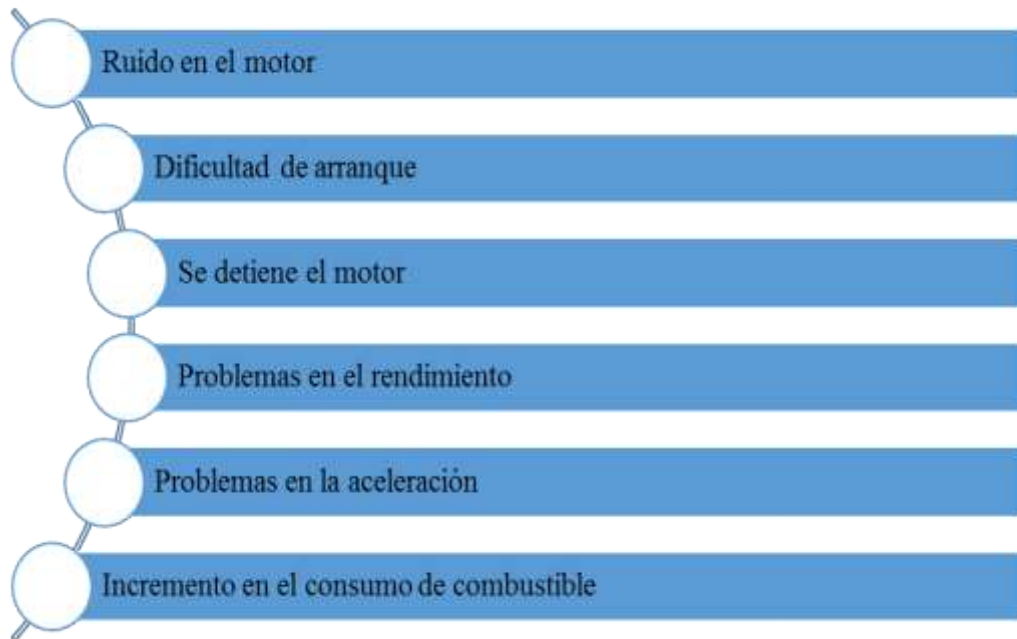 Ruido en el motor
Dificultad de arranque
Se detiene el motor
Problemas en el rendimiento
Problemas en la aceleración
Incremento en el consumo de combustible